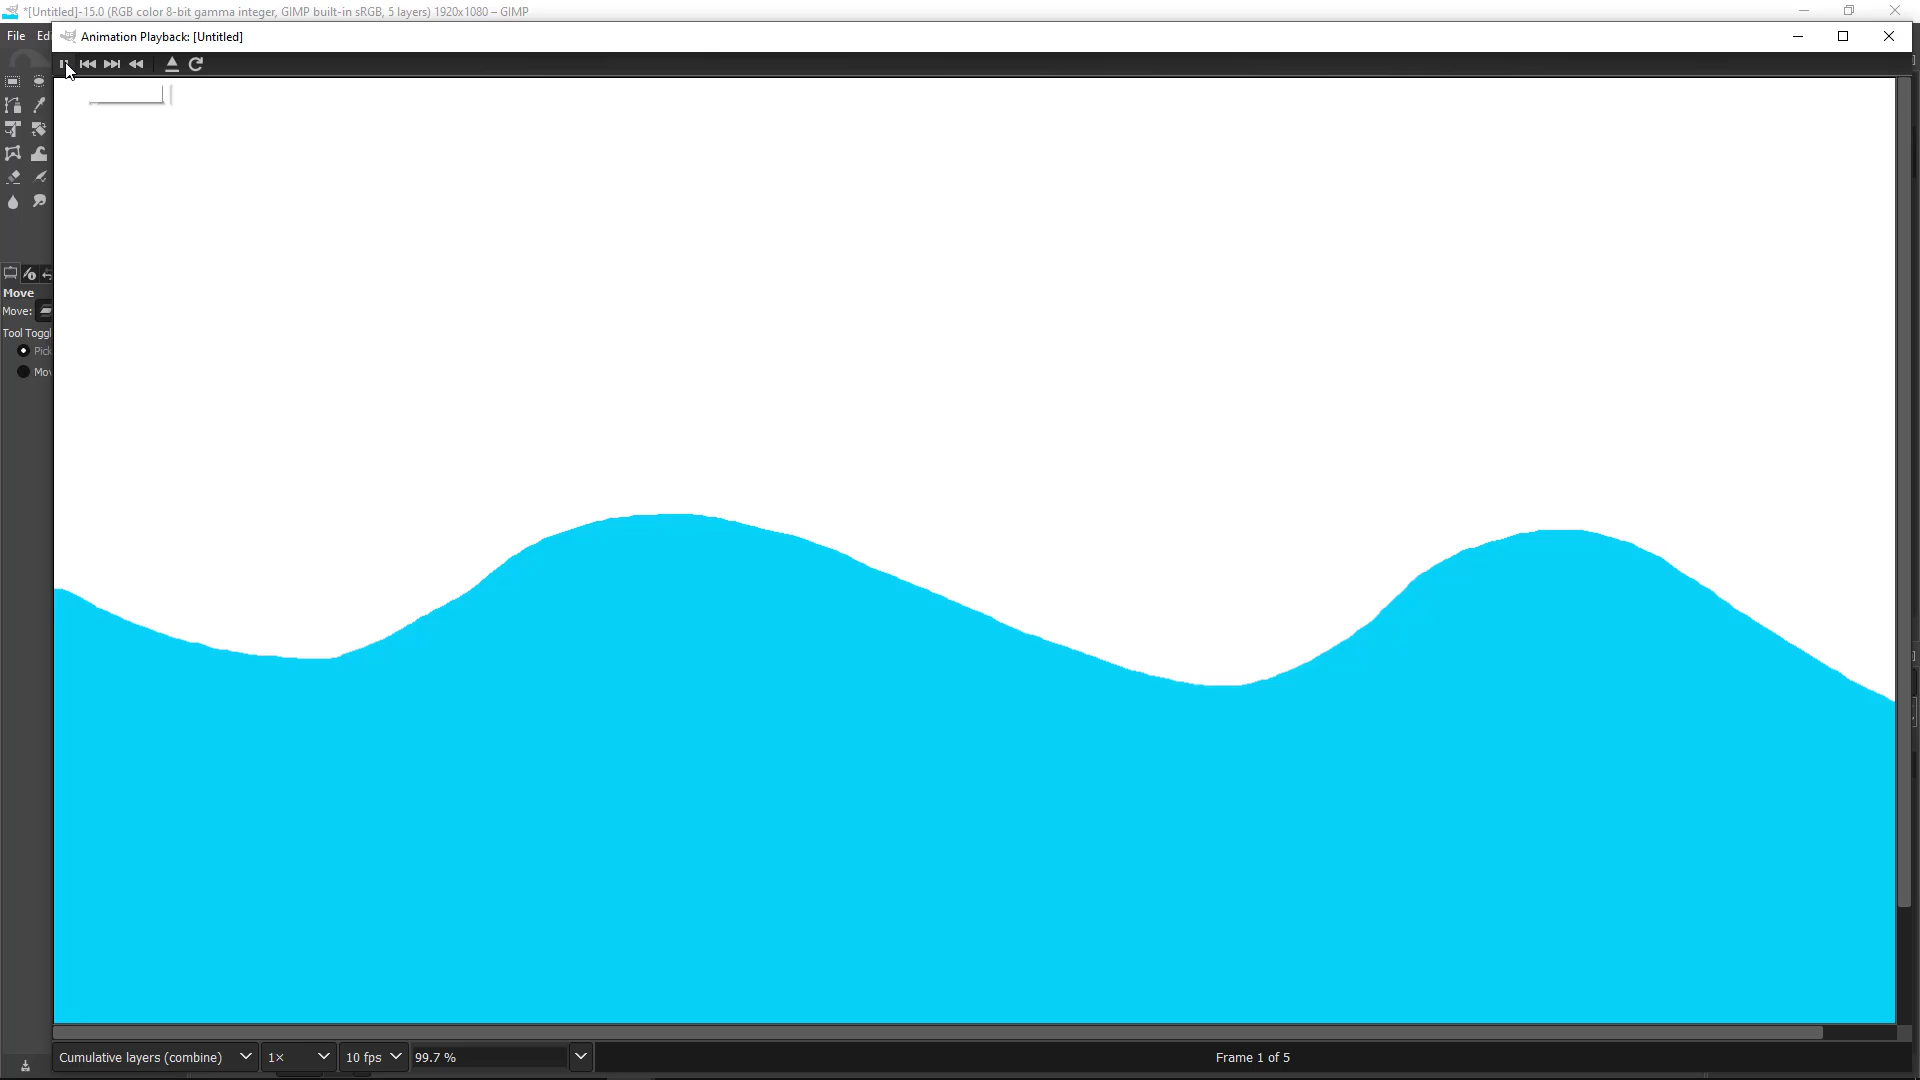 *[Untitled]-15.0 (RGB color 8-bit gamma integer, GIMP built-in sRGB, 5 layers) 1920x1080 – GIMP
File
Animation Playback: [Untitled]
Move
Move:
Cumulative layers (combine)
1×
10 fps
99.7 %
Frame 1 of 5